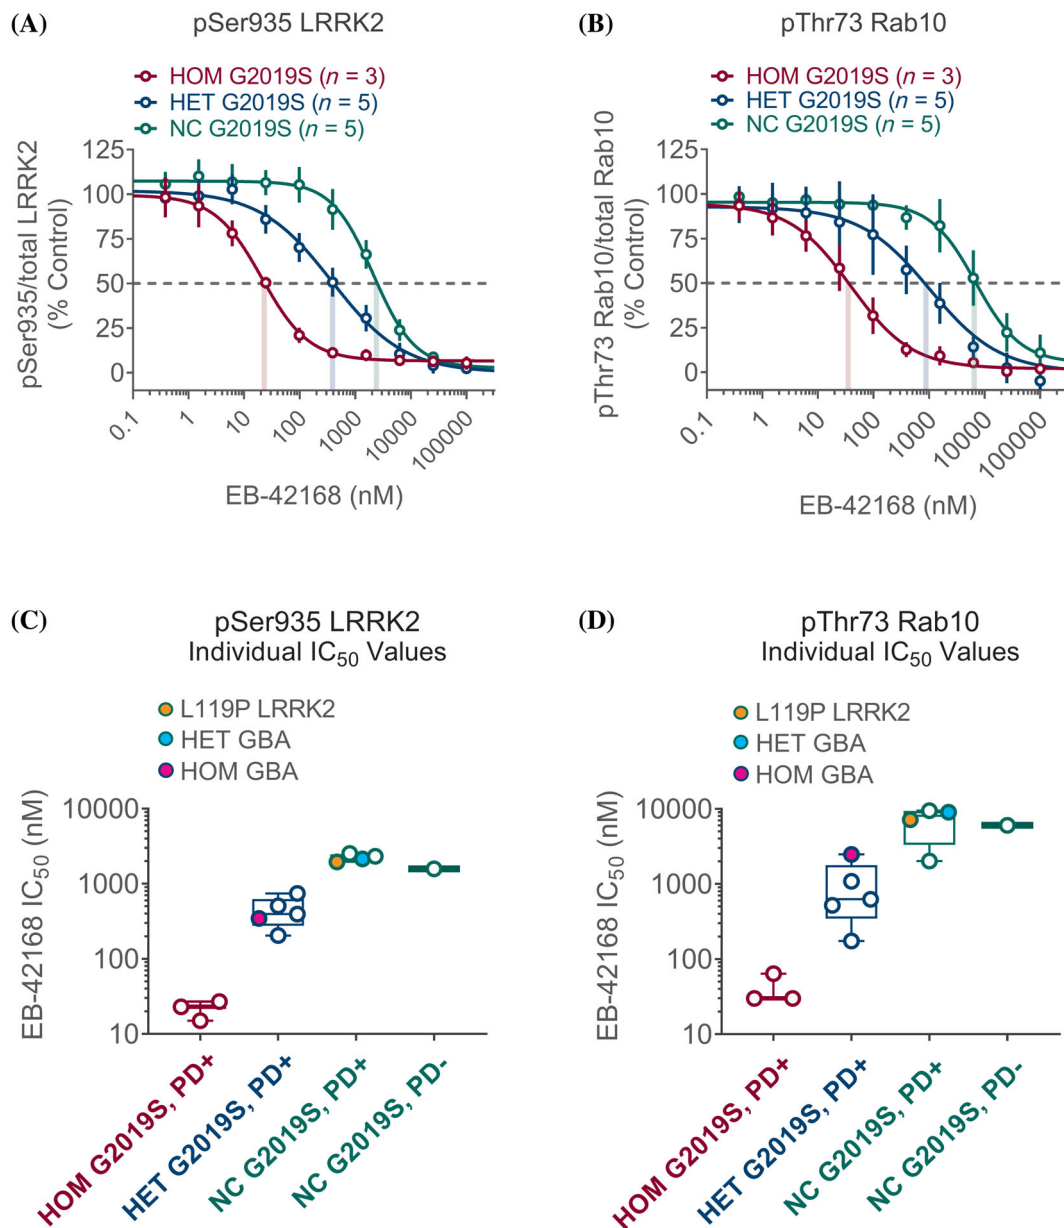 (A)
pSer935 LRRK2
HOM G2019S (n = 3)
HET G2019S (n = 5)
NC G2019S (n = 5)
pSer935/total LRRK2
(% Control)
125
100
75
50
25
0
0.1
1
10
100
1000
10000
100000
EB-42168 (nM)
(B)
pThr73 Rab10
HOM G2019S (n = 3)
HET G2019S (n = 5)
NC G2019S (n = 5)
pThr73 Rab10/total Rab10
(% Control)
125
100
75
50
25
0
0.1
1
10
100
1000
10000
100000
EB-42168 (nM)
(C)
pSer935 LRRK2
Individual IC50 Values
L119P LRRK2
HET GBA
HOM GBA
EB-42168 IC50 (nM)
10000
1000
100
10
HOM G2019S, PD+
HET G2019S, PD+
NC G2019S, PD+
NC G2019S, PD-
(D)
pThr73 Rab10
Individual IC50 Values
L119P LRRK2
HET GBA
HOM GBA
EB-42168 IC50 (nM)
10000
1000
100
10
HOM G2019S, PD+
HET G2019S, PD+
NC G2019S, PD+
NC G2019S, PD-